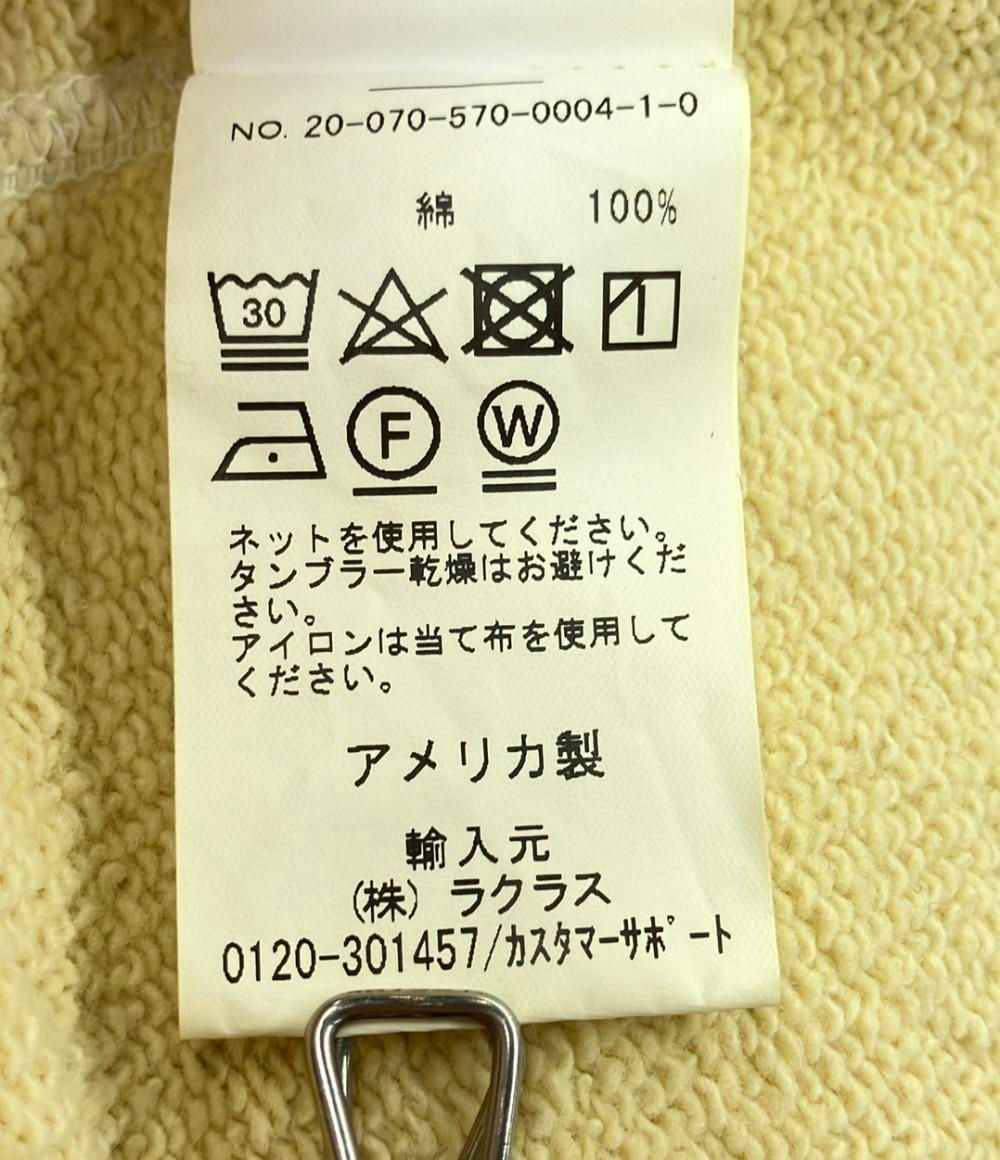 NO. 20-070-570-0004-1-0
綿 100%
30
F W
ネットを使用してください。
タンブラー乾燥はお避けくだ
さい。
アイロンは当て布を使用して
ください。
アメリカ製
輸入元
(株) ラクラス
0120-301457/カスタマーサポート